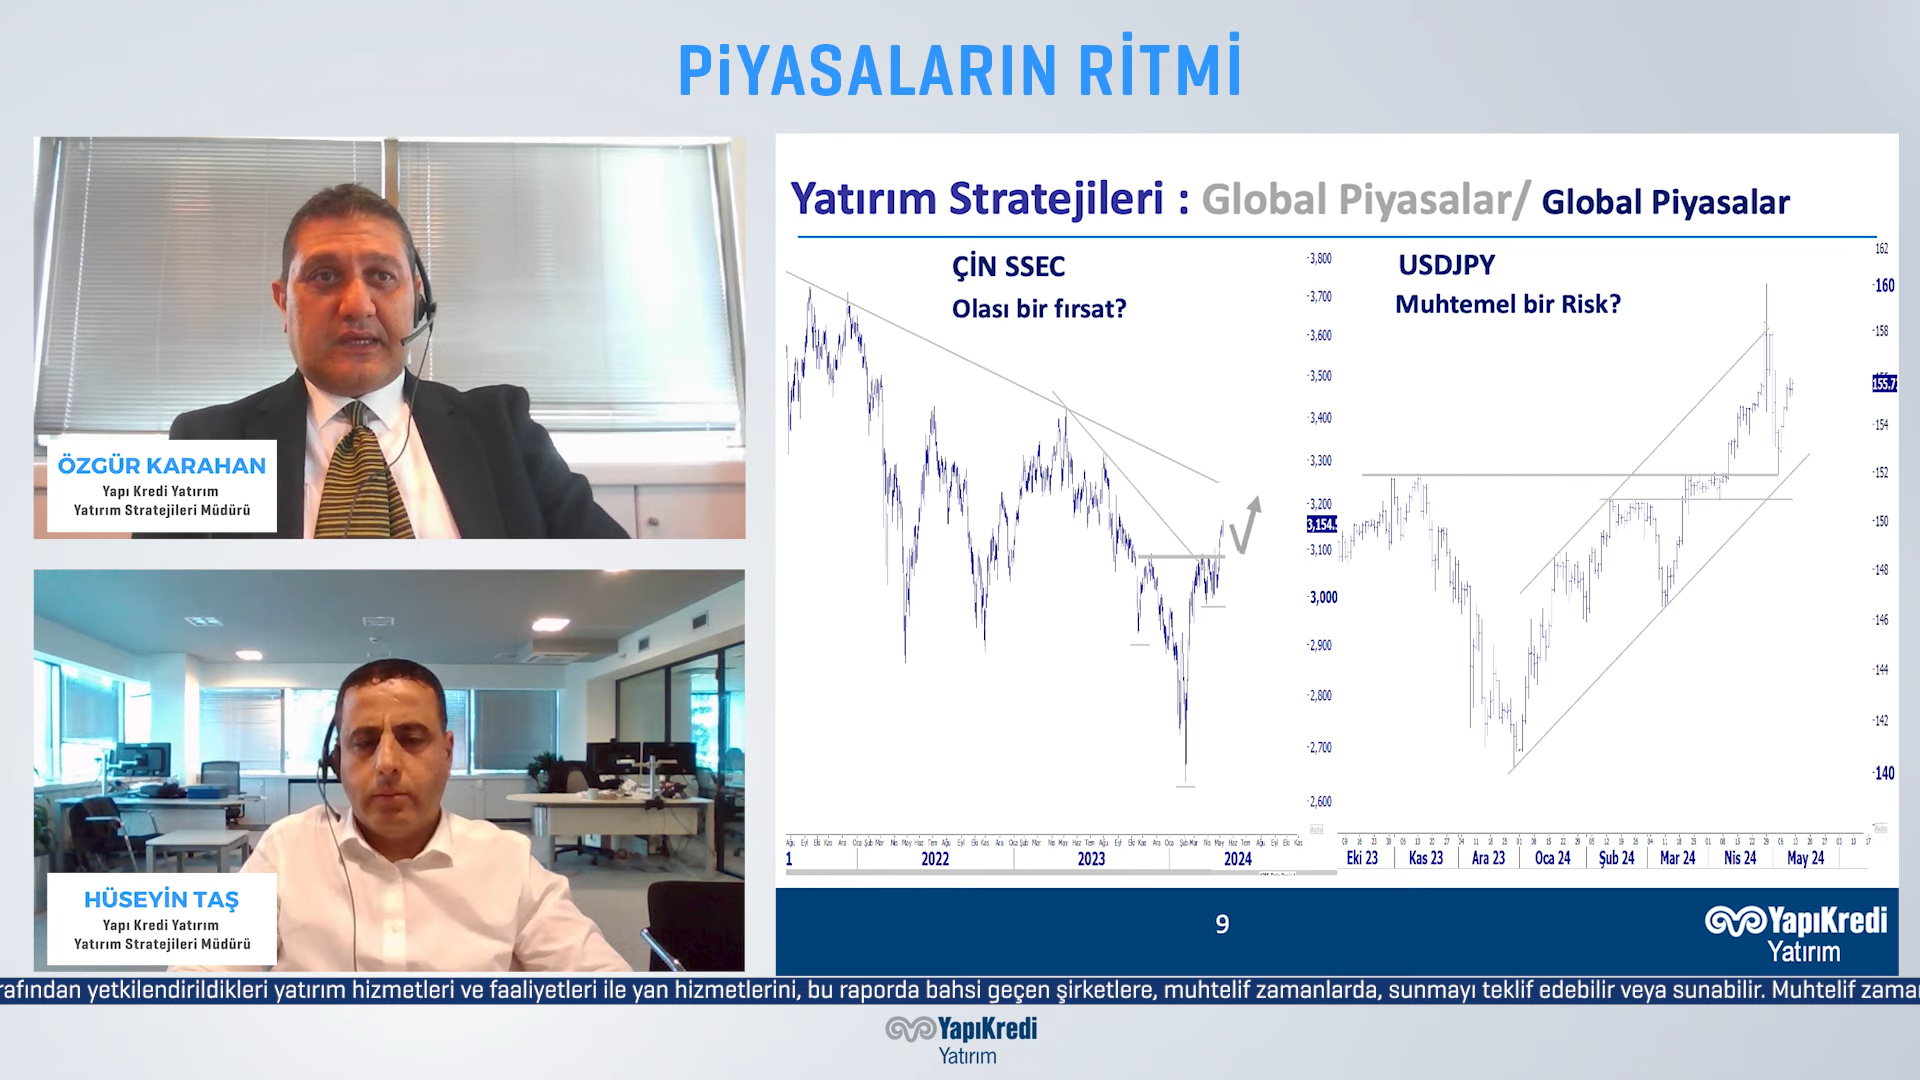 PiYASALARIN RİTMİ
ÖZGÜR KARAHAN
Yapı Kredi Yatırım
Yatırım Stratejileri Müdürü
HÜSEYİN TAŞ
Yapı Kredi Yatırım
Yatırım Stratejileri Müdürü
Yatırım Stratejileri : Global Piyasalar/ Global Piyasalar
ÇİN SSEC
Olası bir fırsat?
3,800
3,700
3,600
3,500
3,400
3,300
3,200
3,154.
3,100
3,000
2,900
2,800
2,700
2,600
1 2022 2023 2024
USDJPY
Muhtemel bir Risk?
162
160
158
155.7
154
152
150
148
146
144
142
140
Eki 23 Kas 23 Ara 23 Oca 24 Şub 24 Mar 24 Nis 24 May 24
9
YapıKredi
Yatırım
rafından yetkilendirildikleri yatırım hizmetleri ve faaliyetleri ile yan hizmetlerini, bu raporda bahsi geçen şirketlere, muhtelif zamanlarda, sunmayı teklif edebilir veya sunabilir. Muhtelif zaman
YapıKredi
Yatırım